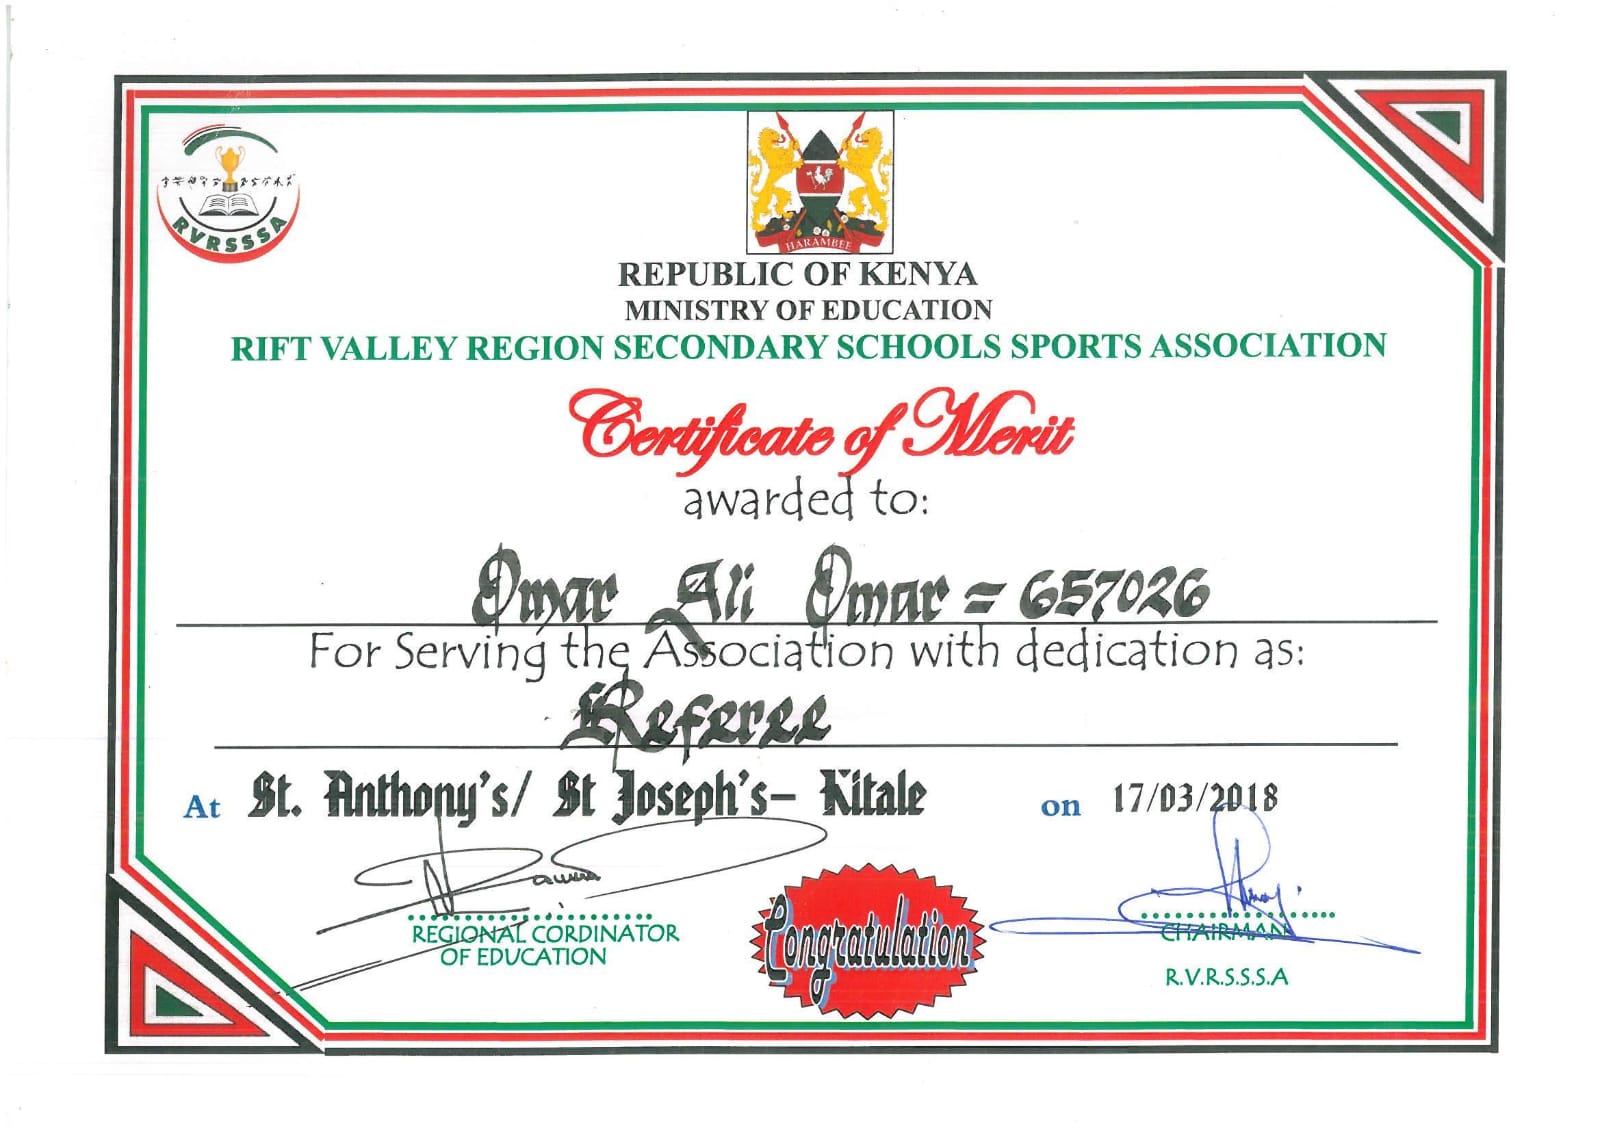 RVRSSSA
HARAMBEE
REPUBLIC OF KENYA
MINISTRY OF EDUCATION
RIFT VALLEY REGION SECONDARY SCHOOLS SPORTS ASSOCIATION
Certificate of Merit
awarded to:
Omar Ali Omar = 657026
For Serving the Association with dedication as:
Referee
At St. Anthony's/ St Joseph's- Kitale on 17/03/2018
REGIONAL CORDINATOR
OF EDUCATION
Congratulation
CHAIRMAN
R.V.R.S.S.S.A